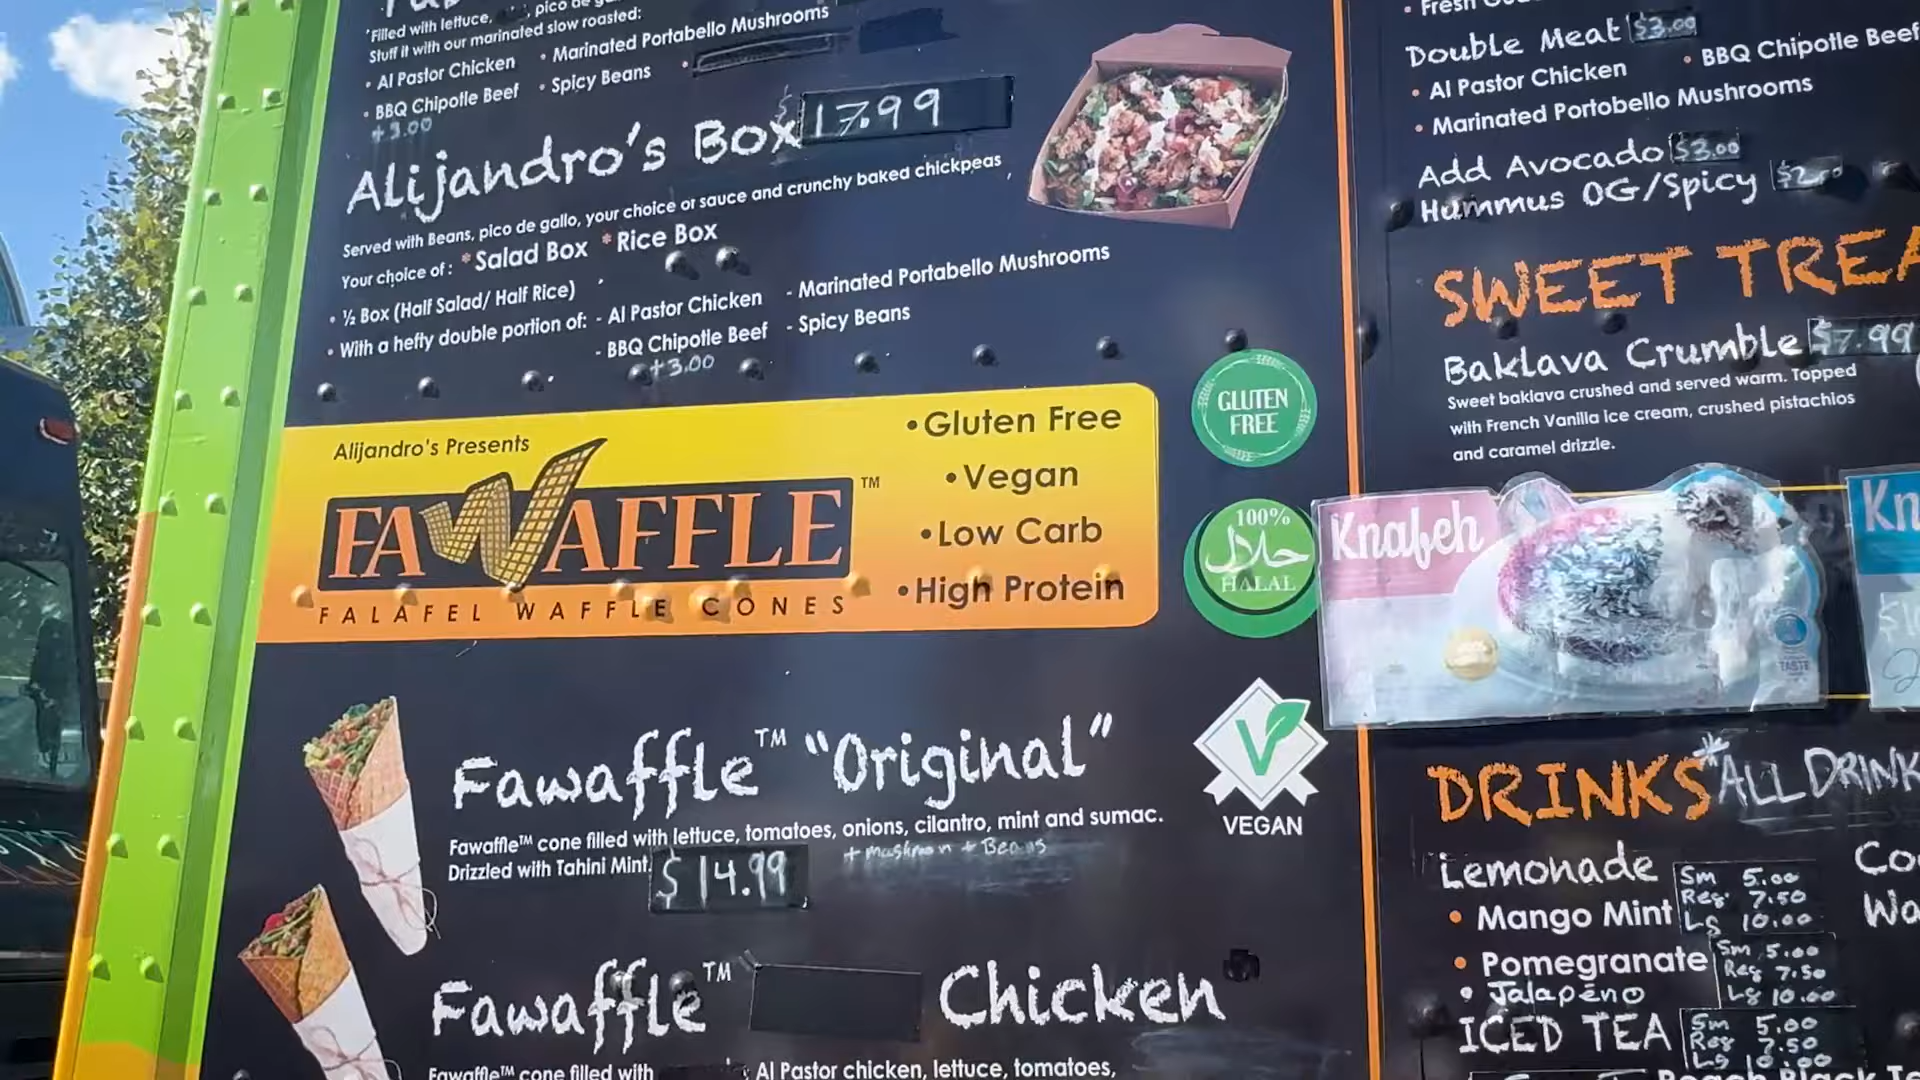 Filled with lettuce, pico de
Stuff it with our marinated slow roasted:
• Al Pastor Chicken • Marinated Portabello Mushrooms
• BBQ Chipotle Beef • Spicy Beans
+3.00
Alijandro's Box $17.99
Served with Beans, pico de gallo, your choice or sauce and crunchy baked chickpeas
Your choice of: *Salad Box *Rice Box
• ½ Box (Half Salad/ Half Rice)
• With a hefty double portion of: - Al Pastor Chicken - Marinated Portabello Mushrooms
- BBQ Chipotle Beef - Spicy Beans
+3.00
Alijandro's Presents
FAWAFFLE™
FALAFEL WAFFLE CONES
• Gluten Free
• Vegan
• Low Carb
• High Protein
GLUTEN
FREE
100%
حلال
HALAL
Fawaffle™ "Original"
Fawaffle™ cone filled with lettuce, tomatoes, onions, cilantro, mint and sumac.
+ Mushroom + Beans
Drizzled with Tahini Mint.
$14.99
VEGAN
Fawaffle™ Chicken
Fawaffle™ cone filled with Al Pastor chicken, lettuce, tomatoes,
• Fresh
Double Meat $3.00
• Al Pastor Chicken • BBQ Chipotle Beef
• Marinated Portobello Mushrooms
Add Avocado $3.00
Hummus OG/Spicy
SWEET TREA
Baklava Crumble $7.99
Sweet baklava crushed and served warm. Topped
with French Vanilla ice cream, crushed pistachios
and caramel drizzle.
Knafeh
TASTE
Kn
DRINKS *ALL DRINK
Lemonade Sm 5.00
Reg 7.50
• Mango Mint Lg 10.00
• Pomegranate Sm 5.00
Reg 7.50
• Jalapeño Lg 10.00
ICED TEA Sm 5.00
Reg 7.50
Lg 10.00
Co
Wa